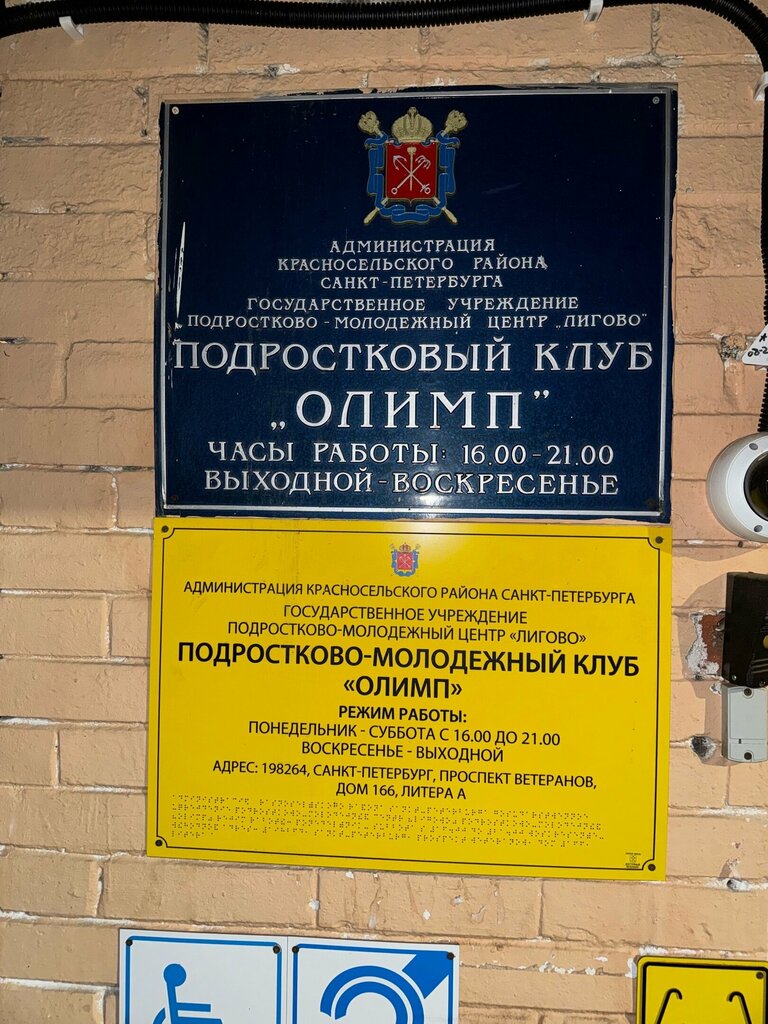 АДМИНИСТРАЦИЯ
КРАСНОСЕЛЬСКОГО РАЙОНА
САНКТ-ПЕТЕРБУРГА
ГОСУДАРСТВЕННОЕ УЧРЕЖДЕНИЕ
ПОДРОСТКОВО-МОЛОДЕЖНЫЙ ЦЕНТР „ЛИГОВО"
ПОДРОСТКОВЫЙ КЛУБ
„ОЛИМП"
ЧАСЫ РАБОТЫ: 16.00-21.00
ВЫХОДНОЙ-ВОСКРЕСЕНЬЕ
АДМИНИСТРАЦИЯ КРАСНОСЕЛЬСКОГО РАЙОНА САНКТ-ПЕТЕРБУРГА
ГОСУДАРСТВЕННОЕ УЧРЕЖДЕНИЕ
ПОДРОСТКОВО-МОЛОДЕЖНЫЙ ЦЕНТР «ЛИГОВО»
ПОДРОСТКОВО-МОЛОДЕЖНЫЙ КЛУБ
«ОЛИМП»
РЕЖИМ РАБОТЫ:
ПОНЕДЕЛЬНИК - СУББОТА С 16.00 ДО 21.00
ВОСКРЕСЕНЬЕ - ВЫХОДНОЙ
АДРЕС: 198264, САНКТ-ПЕТЕРБУРГ, ПРОСПЕКТ ВЕТЕРАНОВ,
ДОМ 166, ЛИТЕРА А